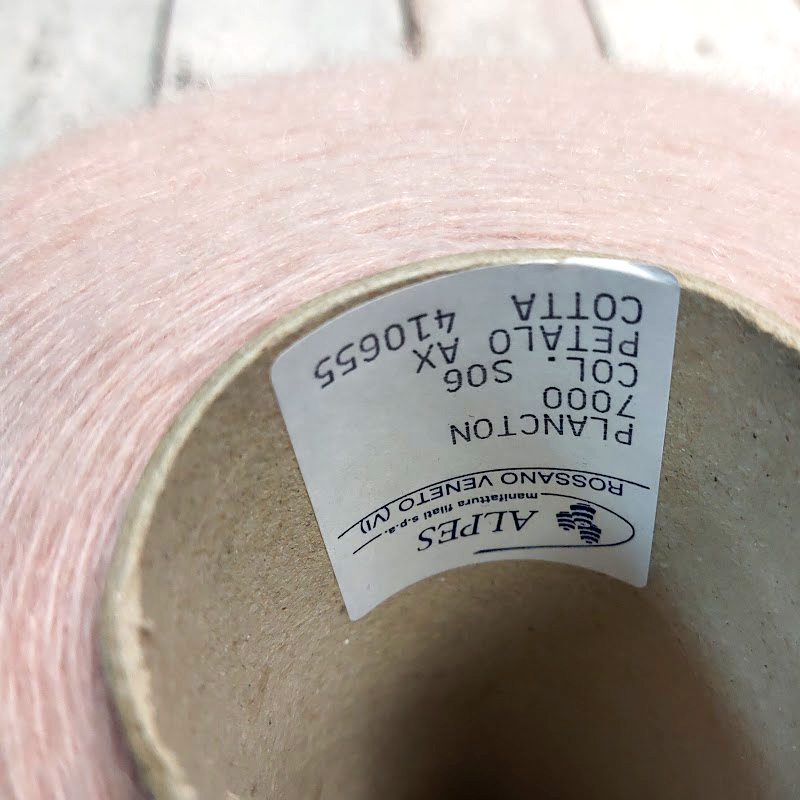 ALPES
manifattura filati s.p.a.
ROSSANO VENETO (VI)
PLANCTON
7000
COL. S06 AX 410655
PETALO
COTTA